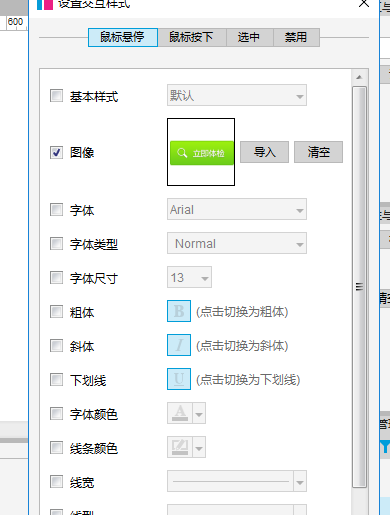 设置交互样式
600
鼠标悬停 鼠标按下 选中 禁用
基本样式 默认
图像 立即体检 导入 清空
字体 Arial
字体类型 Normal
字体尺寸 13
粗体 B (点击切换为粗体)
斜体 I (点击切换为斜体)
下划线 U (点击切换为下划线)
字体颜色 A
线条颜色
线宽